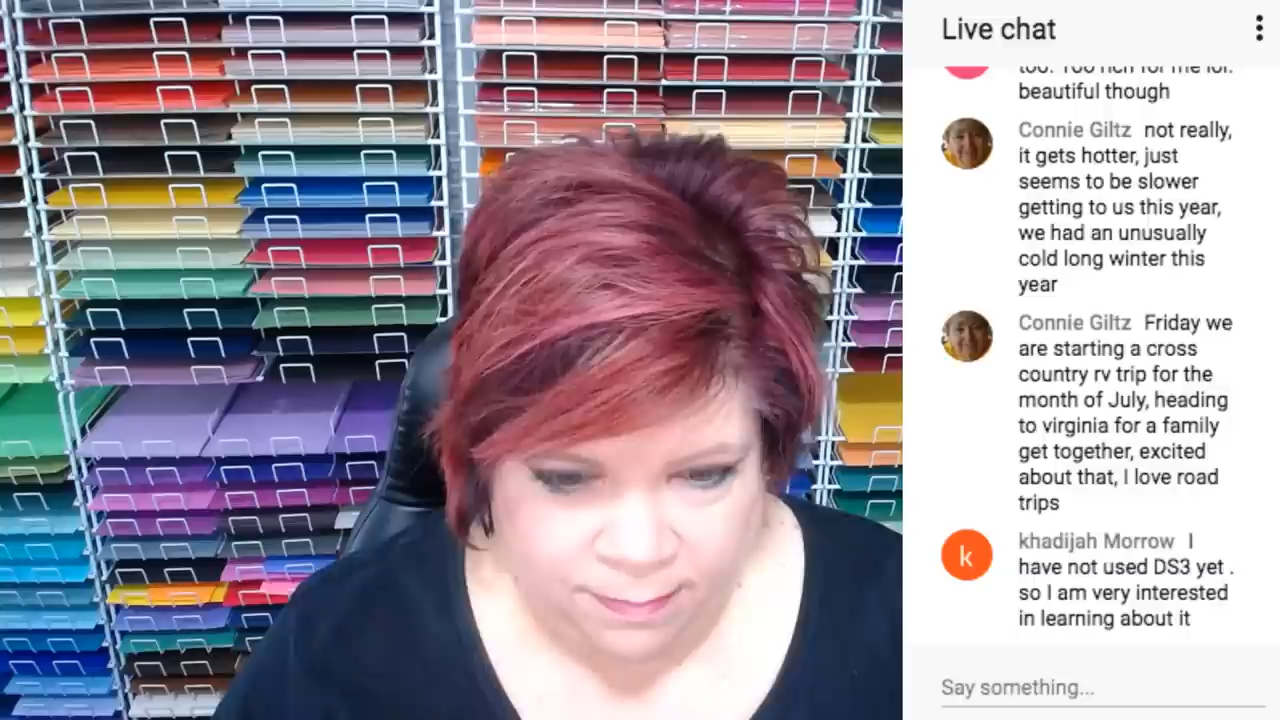 Live chat
beautiful though
Connie Giltz not really,
it gets hotter, just
seems to be slower
getting to us this year,
we had an unusually
cold long winter this
year
Connie Giltz Friday we
are starting a cross
country rv trip for the
month of July, heading
to virginia for a family
get together, excited
about that, I love road
trips
k
khadijah Morrow I
have not used DS3 yet .
so I am very interested
in learning about it
Say something...